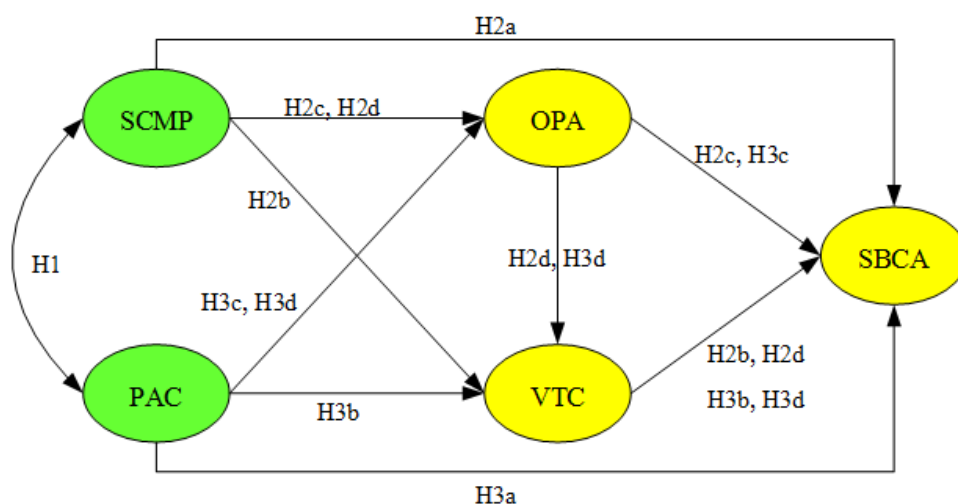 H2a
SCMP
H2c, H2d
OPA
H2c, H3c
H2b
H1
H2d, H3d
SBCA
H3c, H3d
H2b, H2d
PAC
H3b
VTC
H3b, H3d
H3a